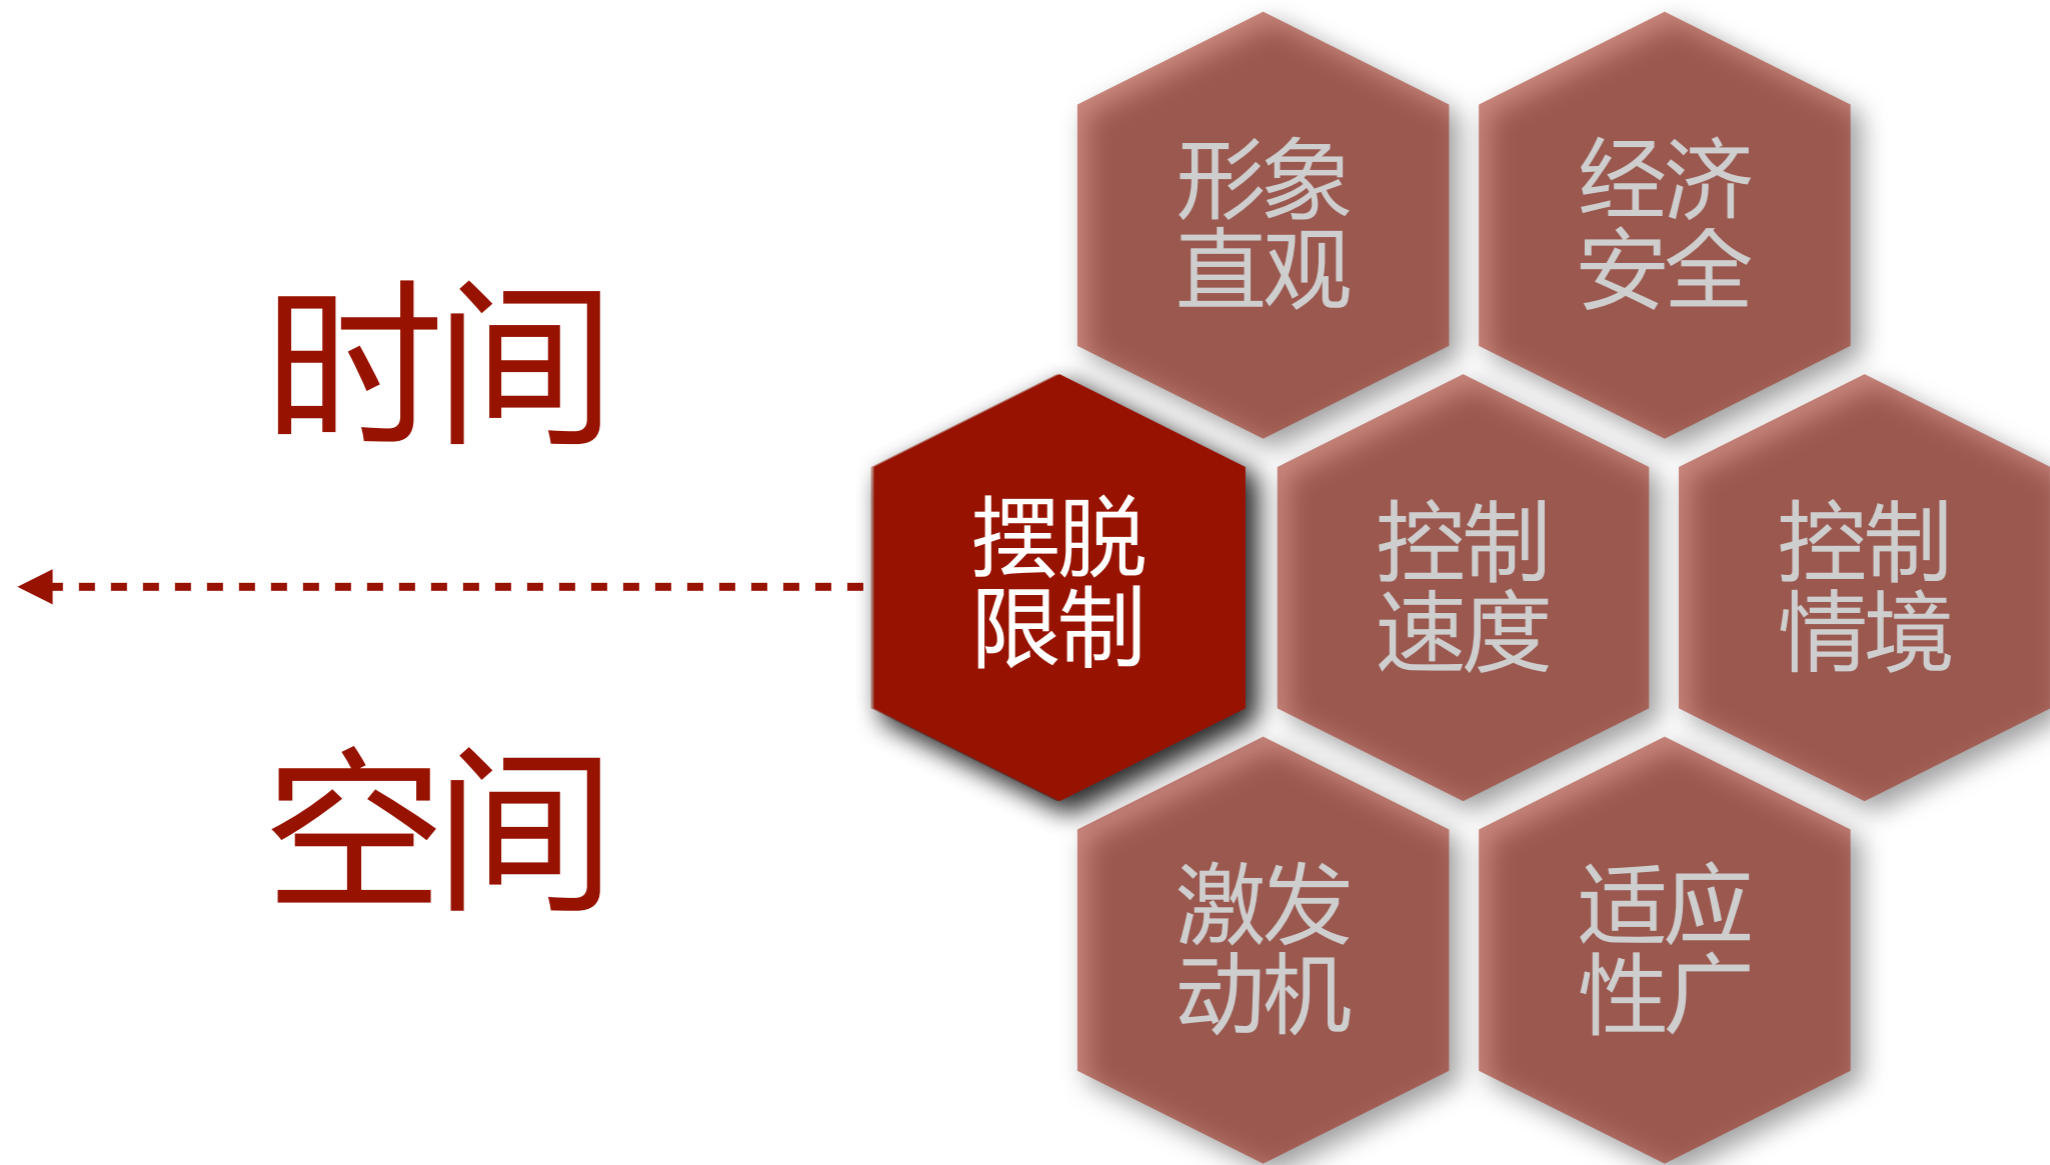 时间
空间
形象
直观
经济
安全
摆脱
限制
控制
速度
控制
情境
激发
动机
适应
性广